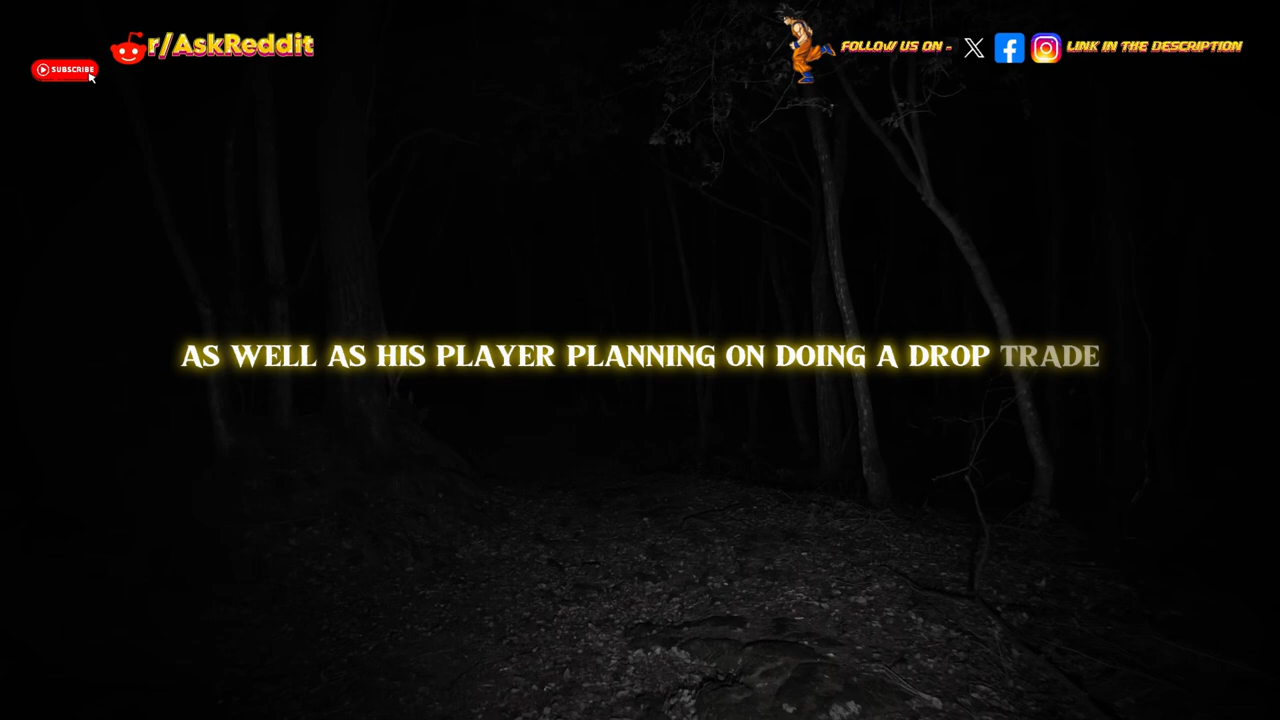 r/AskReddit
SUBSCRIBE
FOLLOW US ON - LINK IN THE DESCRIPTION
AS WELL AS HIS PLAYER PLANNING ON DOING A DROP TRADE